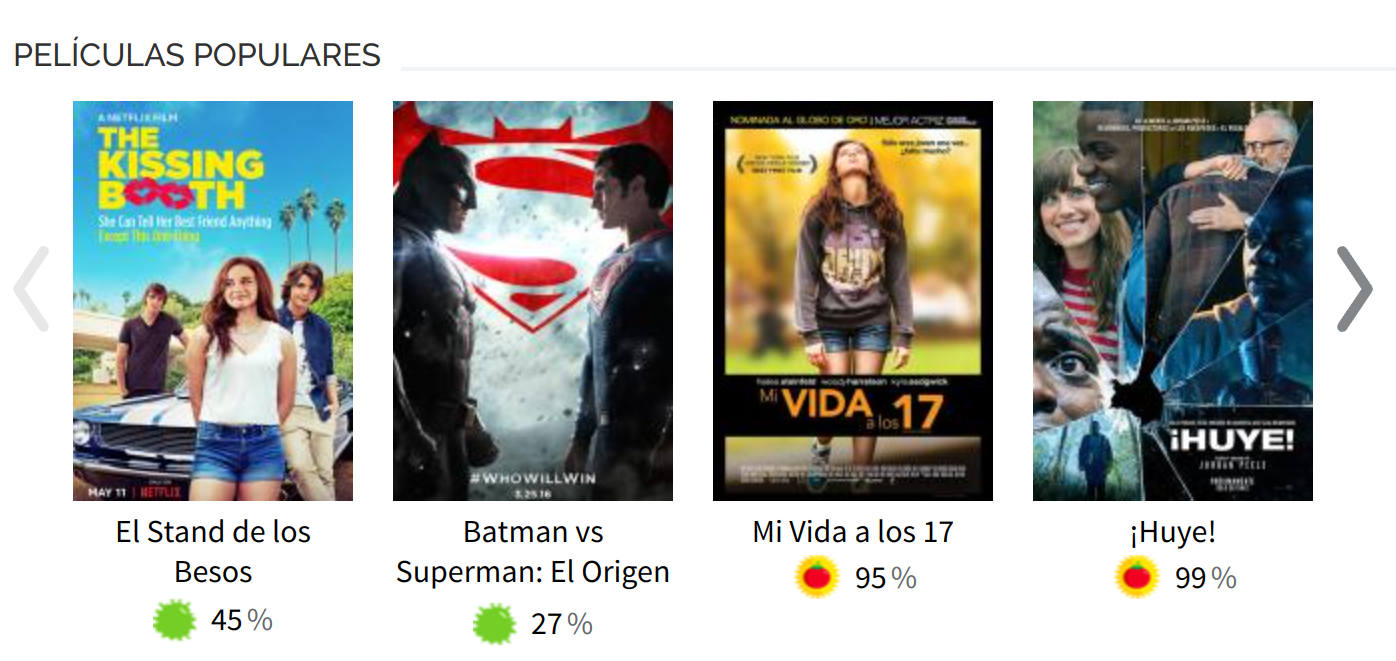 PELÍCULAS POPULARES
A NETFLIX FILM
THE
KISSING
BOOTH
She Can Tell Her Best Friend Anything
Except This One Thing
MAY 11 | NETFLIX
El Stand de los
Besos
45 %
#WHOWILLWIN
3.25.16
Batman vs
Superman: El Origen
27 %
NOMINADA AL GLOBO DE ORO | MEJOR ACTRIZ
Sólo eres joven una vez...
¿falta mucho?
hailee steinfeld woody harrelson kyra sedgwick
Mi VIDA
a los 17
Mi Vida a los 17
95 %
¡HUYE!
JORDAN PEELE
PRÓXIMAMENTE
¡Huye!
99 %